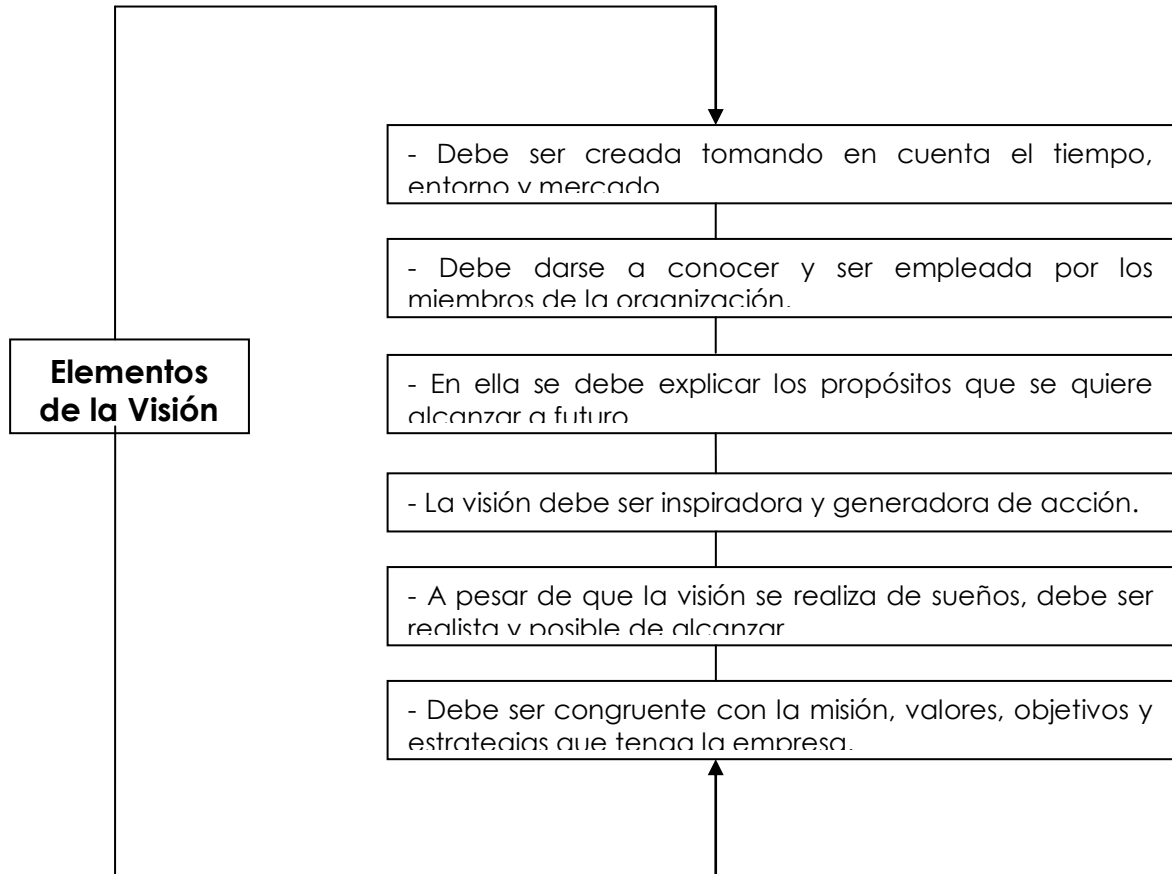 - Debe ser creada tomando en cuenta el tiempo,
entorno y mercado
- Debe darse a conocer y ser empleada por los
miembros de la organización.
Elementos
de la Visión
- En ella se debe explicar los propósitos que se quiere
alcanzar a futuro
- La visión debe ser inspiradora y generadora de acción.
- A pesar de que la visión se realiza de sueños, debe ser
realista y posible de alcanzar
- Debe ser congruente con la misión, valores, objetivos y
estrategias que tenga la empresa.